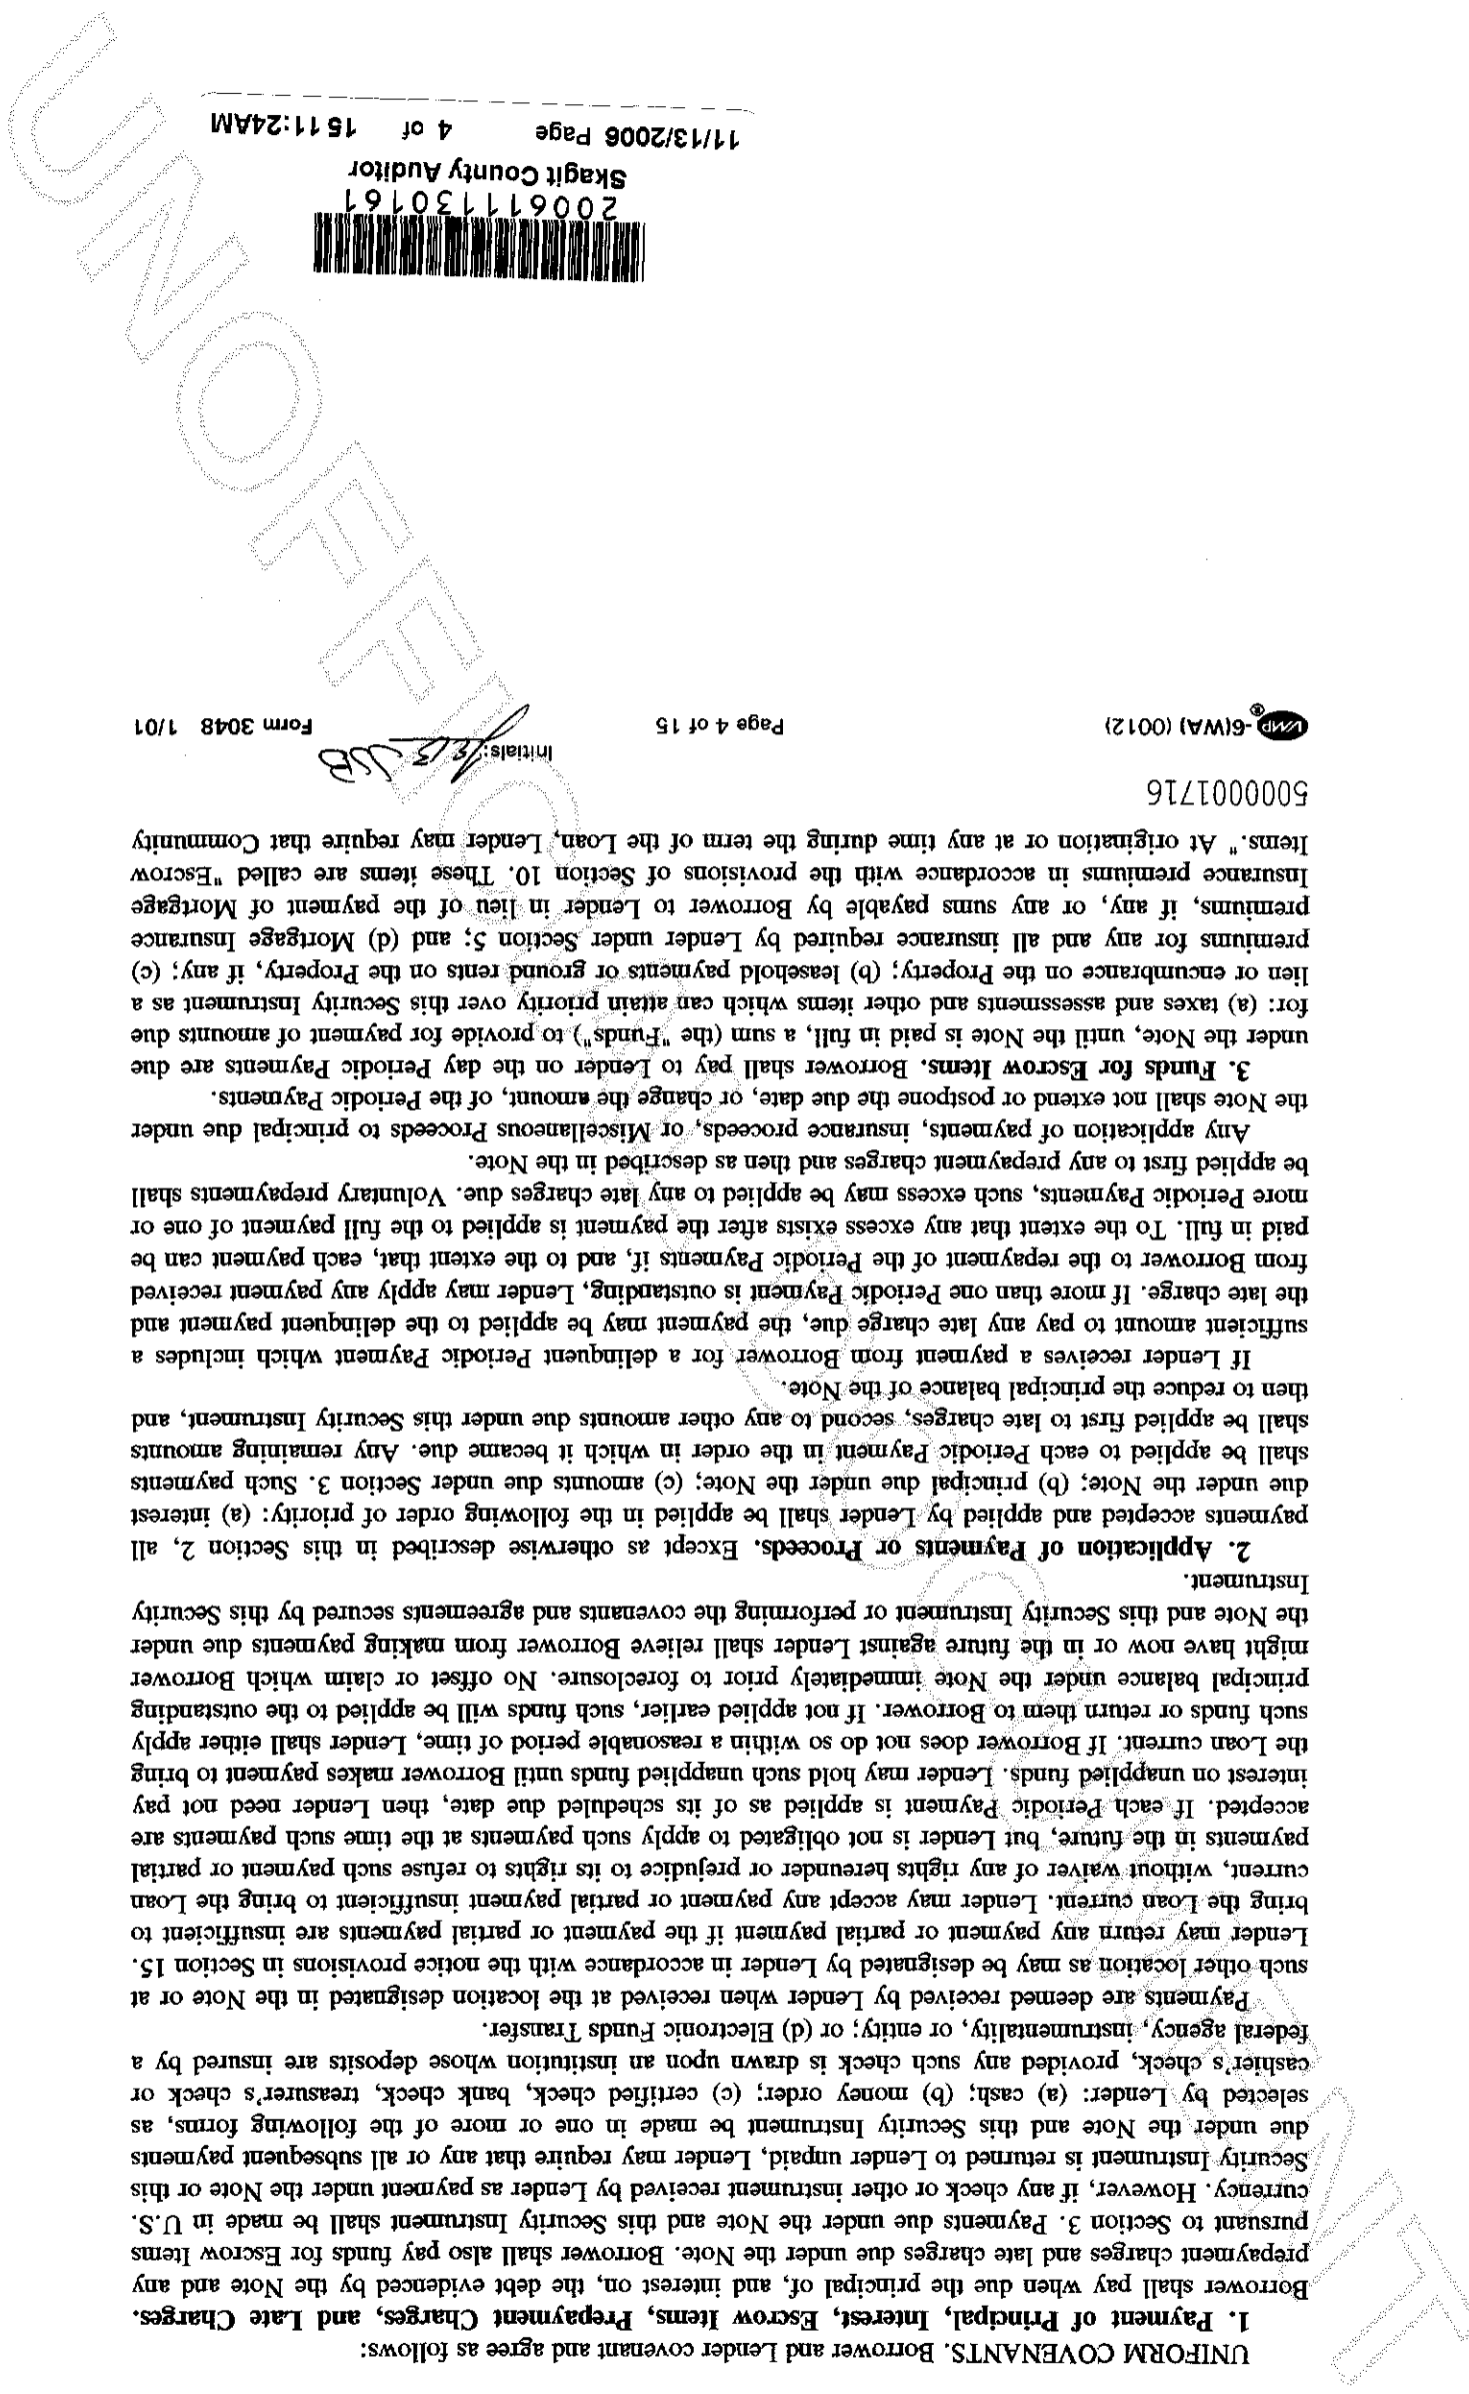 UNIFORM COVENANTS. Borrower and Lender covenant and agree as follows:
1. Payment of Principal, Interest, Escrow Items, Prepayment Charges, and Late Charges.
Borrower shall pay when due the principal of, and interest on, the debt evidenced by the Note and any
prepayment charges and late charges due under the Note. Borrower shall also pay funds for Escrow Items
pursuant to Section 3. Payments due under the Note and this Security Instrument shall be made in U.S.
currency. However, if any check or other instrument received by Lender as payment under the Note or this
Security Instrument is returned to Lender unpaid, Lender may require that any or all subsequent payments
due under the Note and this Security Instrument be made in one or more of the following forms, as
selected by Lender: (a) cash; (b) money order; (c) certified check, bank check, treasurer's check or
cashier's check, provided any such check is drawn upon an institution whose deposits are insured by a
federal agency, instrumentality, or entity; or (d) Electronic Funds Transfer.
Payments are deemed received by Lender when received at the location designated in the Note or at
such other location as may be designated by Lender in accordance with the notice provisions in Section 15.
Lender may return any payment or partial payment if the payment or partial payments are insufficient to
bring the Loan current. Lender may accept any payment or partial payment insufficient to bring the Loan
current, without waiver of any rights hereunder or prejudice to its rights to refuse such payment or partial
payments in the future, but Lender is not obligated to apply such payments at the time such payments are
accepted. If each Periodic Payment is applied as of its scheduled due date, then Lender need not pay
interest on unapplied funds. Lender may hold such unapplied funds until Borrower makes payment to bring
the Loan current. If Borrower does not do so within a reasonable period of time, Lender shall either apply
such funds or return them to Borrower. If not applied earlier, such funds will be applied to the outstanding
principal balance under the Note immediately prior to foreclosure. No offset or claim which Borrower
might have now or in the future against Lender shall relieve Borrower from making payments due under
the Note and this Security Instrument or performing the covenants and agreements secured by this Security
Instrument.
2. Application of Payments or Proceeds. Except as otherwise described in this Section 2, all
payments accepted and applied by Lender shall be applied in the following order of priority: (a) interest
due under the Note; (b) principal due under the Note; (c) amounts due under Section 3. Such payments
shall be applied to each Periodic Payment in the order in which it became due. Any remaining amounts
shall be applied first to late charges, second to any other amounts due under this Security Instrument, and
then to reduce the principal balance of the Note.
If Lender receives a payment from Borrower for a delinquent Periodic Payment which includes a
sufficient amount to pay any late charge due, the payment may be applied to the delinquent payment and
the late charge. If more than one Periodic Payment is outstanding, Lender may apply any payment received
from Borrower to the repayment of the Periodic Payments if, and to the extent that, each payment can be
paid in full. To the extent that any excess exists after the payment is applied to the full payment of one or
more Periodic Payments, such excess may be applied to any late charges due. Voluntary prepayments shall
be applied first to any prepayment charges and then as described in the Note.
Any application of payments, insurance proceeds, or Miscellaneous Proceeds to principal due under
the Note shall not extend or postpone the due date, or change the amount, of the Periodic Payments.
3. Funds for Escrow Items. Borrower shall pay to Lender on the day Periodic Payments are due
under the Note, until the Note is paid in full, a sum (the "Funds") to provide for payment of amounts due
for: (a) taxes and assessments and other items which can attain priority over this Security Instrument as a
lien or encumbrance on the Property; (b) leasehold payments or ground rents on the Property, if any; (c)
premiums for any and all insurance required by Lender under Section 5; and (d) Mortgage Insurance
premiums, if any, or any sums payable by Borrower to Lender in lieu of the payment of Mortgage
Insurance premiums in accordance with the provisions of Section 10. These items are called "Escrow
Items." At origination or at any time during the term of the Loan, Lender may require that Community
5000001716
Initials:
VMP®-6(WA) (0012) Page 4 of 15 Form 3048 1/01
200611130161
Skagit County Auditor
11/13/2006 Page 4 of 15 11:24AM
UNOFFICIAL DOCUMENT